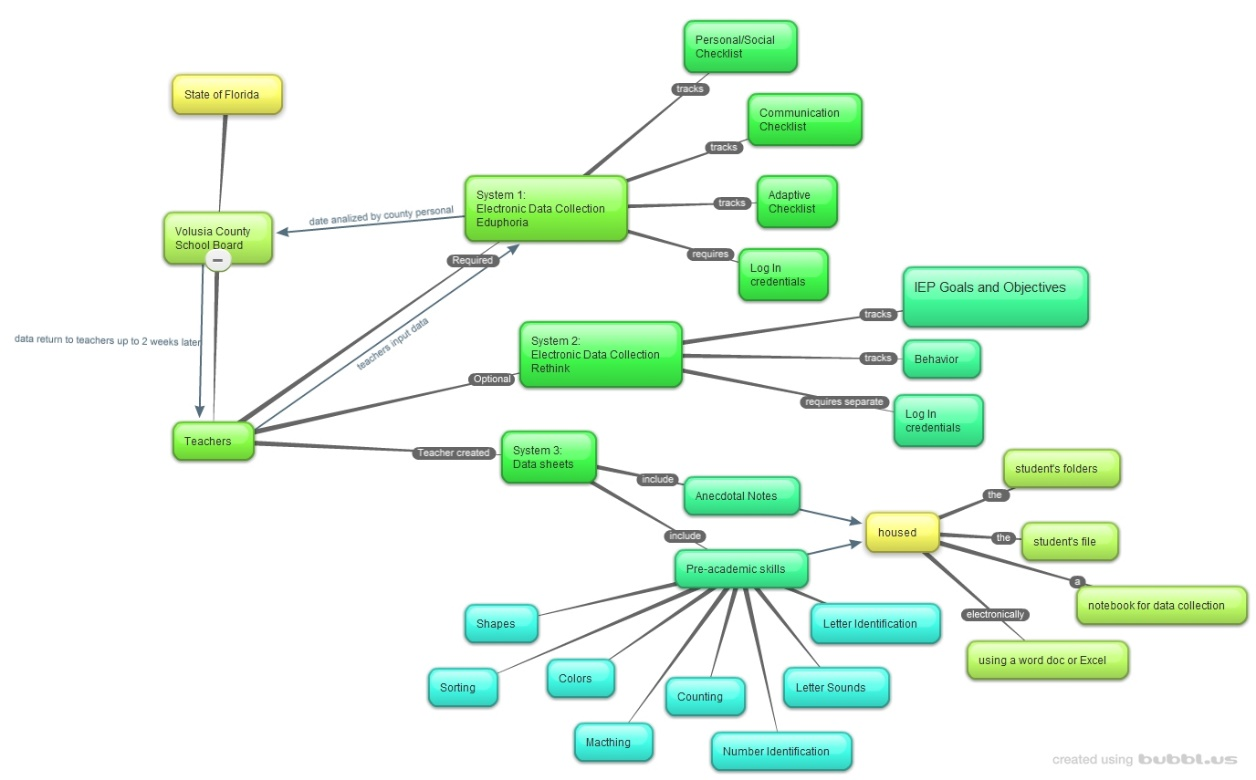 Personal/Social
Checklist
tracks
State of Florida
Communication
Checklist
tracks
System 1:
Electronic Data Collection
Eduphoria
tracks
Adaptive
Checklist
date analized by county personal
Volusia County
School Board
requires
Log In
credentials
Required
teachers input data
data return to teachers up to 2 weeks later
IEP Goals and Objectives
tracks
System 2:
Electronic Data Collection
Rethink
tracks
Behavior
Optional
requires separate
Log In
credentials
Teachers
Teacher created
System 3:
Data sheets
include
Anecdotal Notes
student's folders
the
housed
include
the
student's file
Pre-academic skills
a
notebook for data collection
electronically
using a word doc or Excel
Shapes
Letter Identification
Sorting
Colors
Counting
Letter Sounds
Macthing
Number Identification
created using bubbl.us